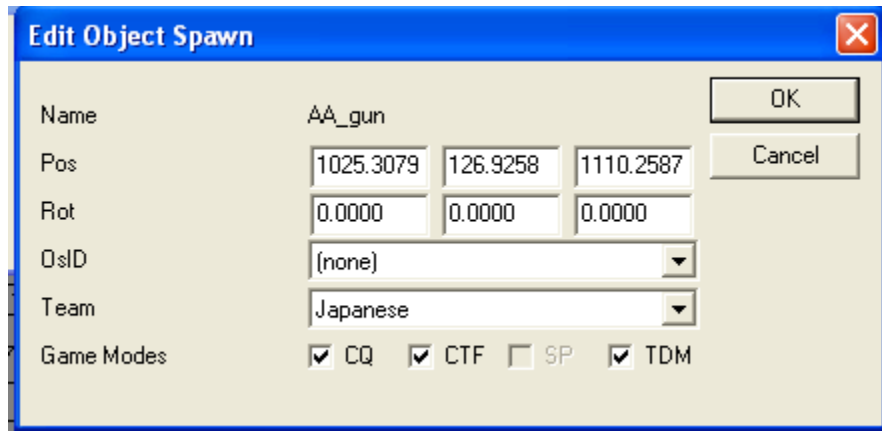 Edit Object Spawn
Name AA_gun OK
Pos 1025.3079 126.9258 1110.2587 Cancel
Rot 0.0000 0.0000 0.0000
OsID (none)
Team Japanese
Game Modes CQ CTF SP TDM